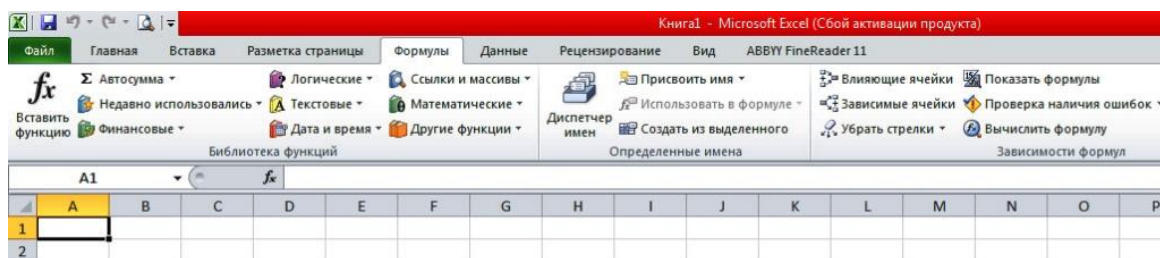 Книга1 - Microsoft Excel (Сбой активации продукта)
Файл Главная Вставка Разметка страницы Формулы Данные Рецензирование Вид ABBYY FineReader 11
fx Σ Автосумма Логические Ссылки и массивы Присвоить имя Влияющие ячейки Показать формулы
Недавно использовались Текстовые Математические Использовать в формуле Зависимые ячейки Проверка наличия ошибок
Вставить функцию Финансовые Дата и время Другие функции Диспетчер имен Создать из выделенного Убрать стрелки Вычислить формулу
Библиотека функций Определенные имена Зависимости формул
A1 fx
A B C D E F G H I J K L M N O P
1
2